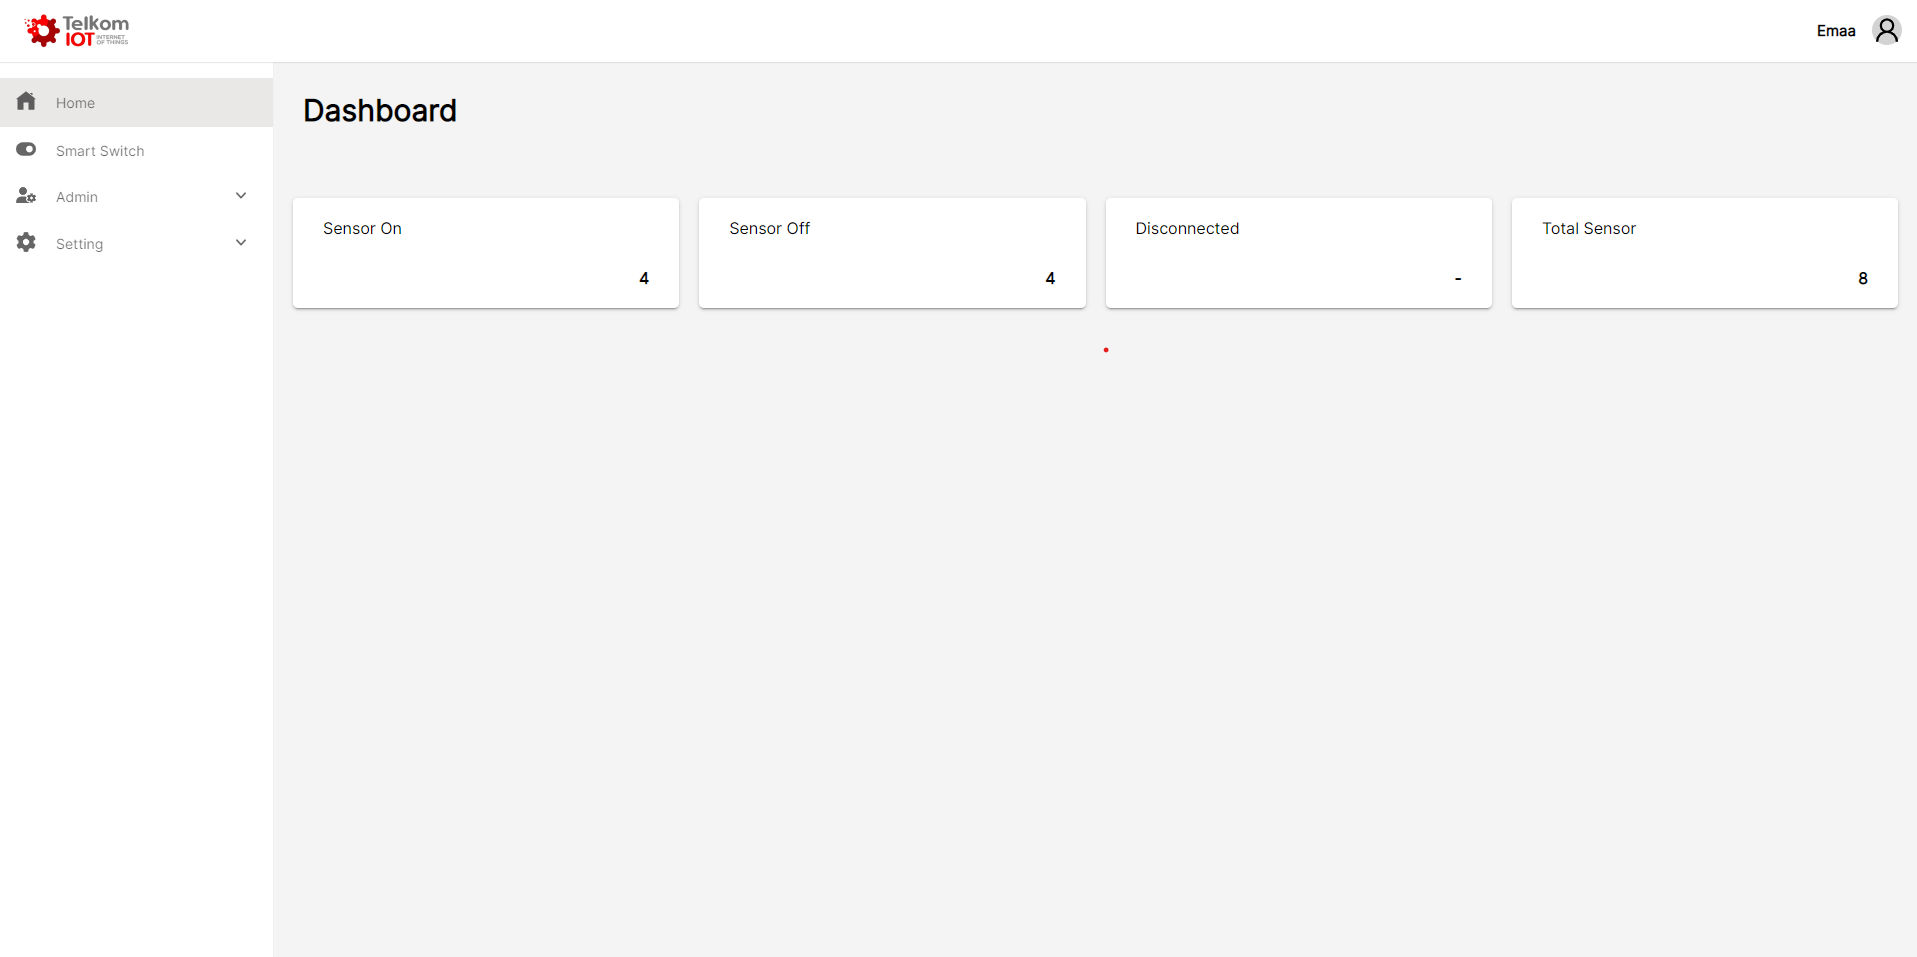 Telkom
IOT INTERNET OF THINGS
Emaa
Home
Smart Switch
Admin
Setting
Dashboard
Sensor On
4
Sensor Off
4
Disconnected
-
Total Sensor
8